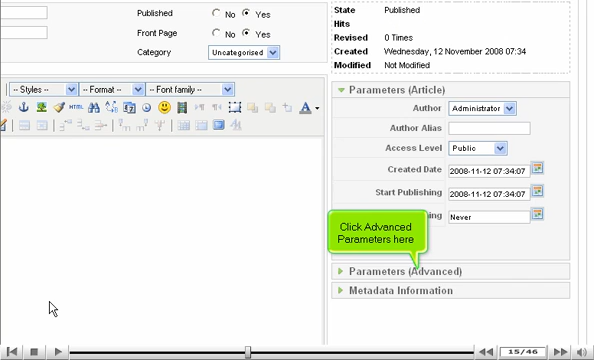 Published No Yes
Front Page No Yes
Category Uncategorised
State Published
Hits
Revised 0 Times
Created Wednesday, 12 November 2008 07:34
Modified Not Modified
-- Styles -- -- Format -- -- Font family --
HTML
A
Parameters (Article)
Author Administrator
Author Alias
Access Level Public
Created Date 2008-11-12 07:34:07
Start Publishing 2008-11-12 07:34:07
Never
Click Advanced
Parameters here
Parameters (Advanced)
Metadata Information
15/46